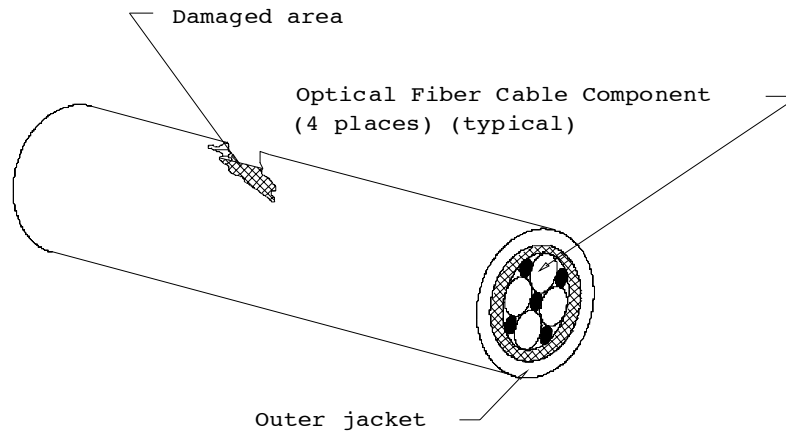 Damaged area
Optical Fiber Cable Component
(4 places) (typical)
Outer jacket